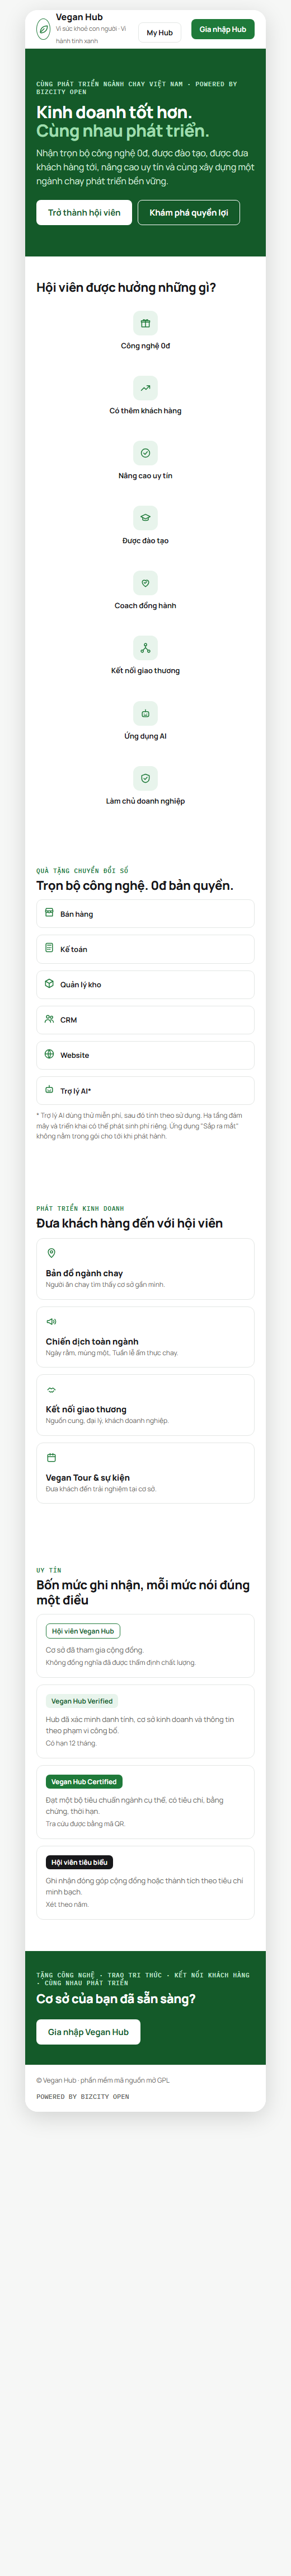 Vegan Hub
Vì sức khoẻ con người · Vì
hành tinh xanh
My Hub
Gia nhập Hub
CÙNG PHÁT TRIỂN NGÀNH CHAY VIỆT NAM · POWERED BY
BIZCITY OPEN
Kinh doanh tốt hơn.
Cùng nhau phát triển.
Nhận trọn bộ công nghệ 0đ, được đào tạo, được đưa
khách hàng tới, nâng cao uy tín và cùng xây dựng một
ngành chay phát triển bền vững.
Trở thành hội viên
Khám phá quyền lợi
Hội viên được hưởng những gì?
Công nghệ 0đ
Có thêm khách hàng
Nâng cao uy tín
Được đào tạo
Coach đồng hành
Kết nối giao thương
Ứng dụng AI
Làm chủ doanh nghiệp
QUÀ TẶNG CHUYỂN ĐỔI SỐ
Trọn bộ công nghệ. 0đ bản quyền.
Bán hàng
Kế toán
Quản lý kho
CRM
Website
Trợ lý AI*
* Trợ lý AI dùng thử miễn phí, sau đó tính theo sử dụng. Hạ tầng đám
mây và triển khai có thể phát sinh phí riêng. Ứng dụng "Sắp ra mắt"
không nằm trong gói cho tới khi phát hành.
PHÁT TRIỂN KINH DOANH
Đưa khách hàng đến với hội viên
Bản đồ ngành chay
Người ăn chay tìm thấy cơ sở gần mình.
Chiến dịch toàn ngành
Ngày rằm, mùng một, Tuần lễ ẩm thực chay.
Kết nối giao thương
Nguồn cung, đại lý, khách doanh nghiệp.
Vegan Tour & sự kiện
Đưa khách đến trải nghiệm tại cơ sở.
UY TÍN
Bốn mức ghi nhận, mỗi mức nói đúng
một điều
Hội viên Vegan Hub
Cơ sở đã tham gia cộng đồng.
Không đồng nghĩa đã được thẩm định chất lượng.
Vegan Hub Verified
Hub đã xác minh danh tính, cơ sở kinh doanh và thông tin
theo phạm vi công bố.
Có hạn 12 tháng.
Vegan Hub Certified
Đạt một bộ tiêu chuẩn ngành cụ thể, có tiêu chí, bằng
chứng, thời hạn.
Tra cứu được bằng mã QR.
Hội viên tiêu biểu
Ghi nhận đóng góp cộng đồng hoặc thành tích theo tiêu chí
minh bạch.
Xét theo năm.
TẶNG CÔNG NGHỆ · TRAO TRI THỨC · KẾT NỐI KHÁCH HÀNG
· CÙNG NHAU PHÁT TRIỂN
Cơ sở của bạn đã sẵn sàng?
Gia nhập Vegan Hub
© Vegan Hub · phần mềm mã nguồn mở GPL
POWERED BY BIZCITY OPEN